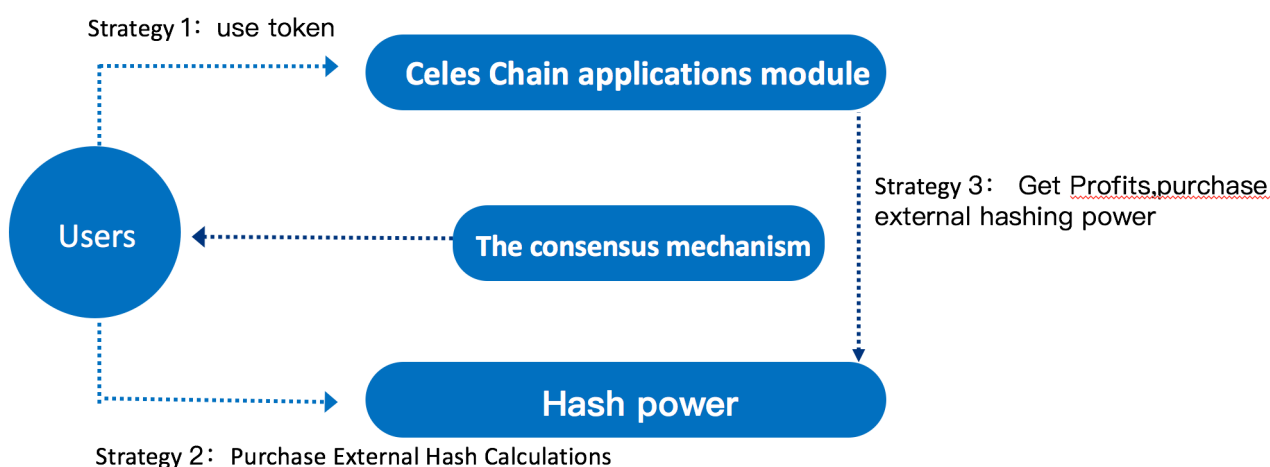 Strategy 1：use token
Celes Chain applications module
Strategy 3： Get Profits,purchase
external hashing power
Users
The consensus mechanism
Hash power
Strategy 2：Purchase External Hash Calculations